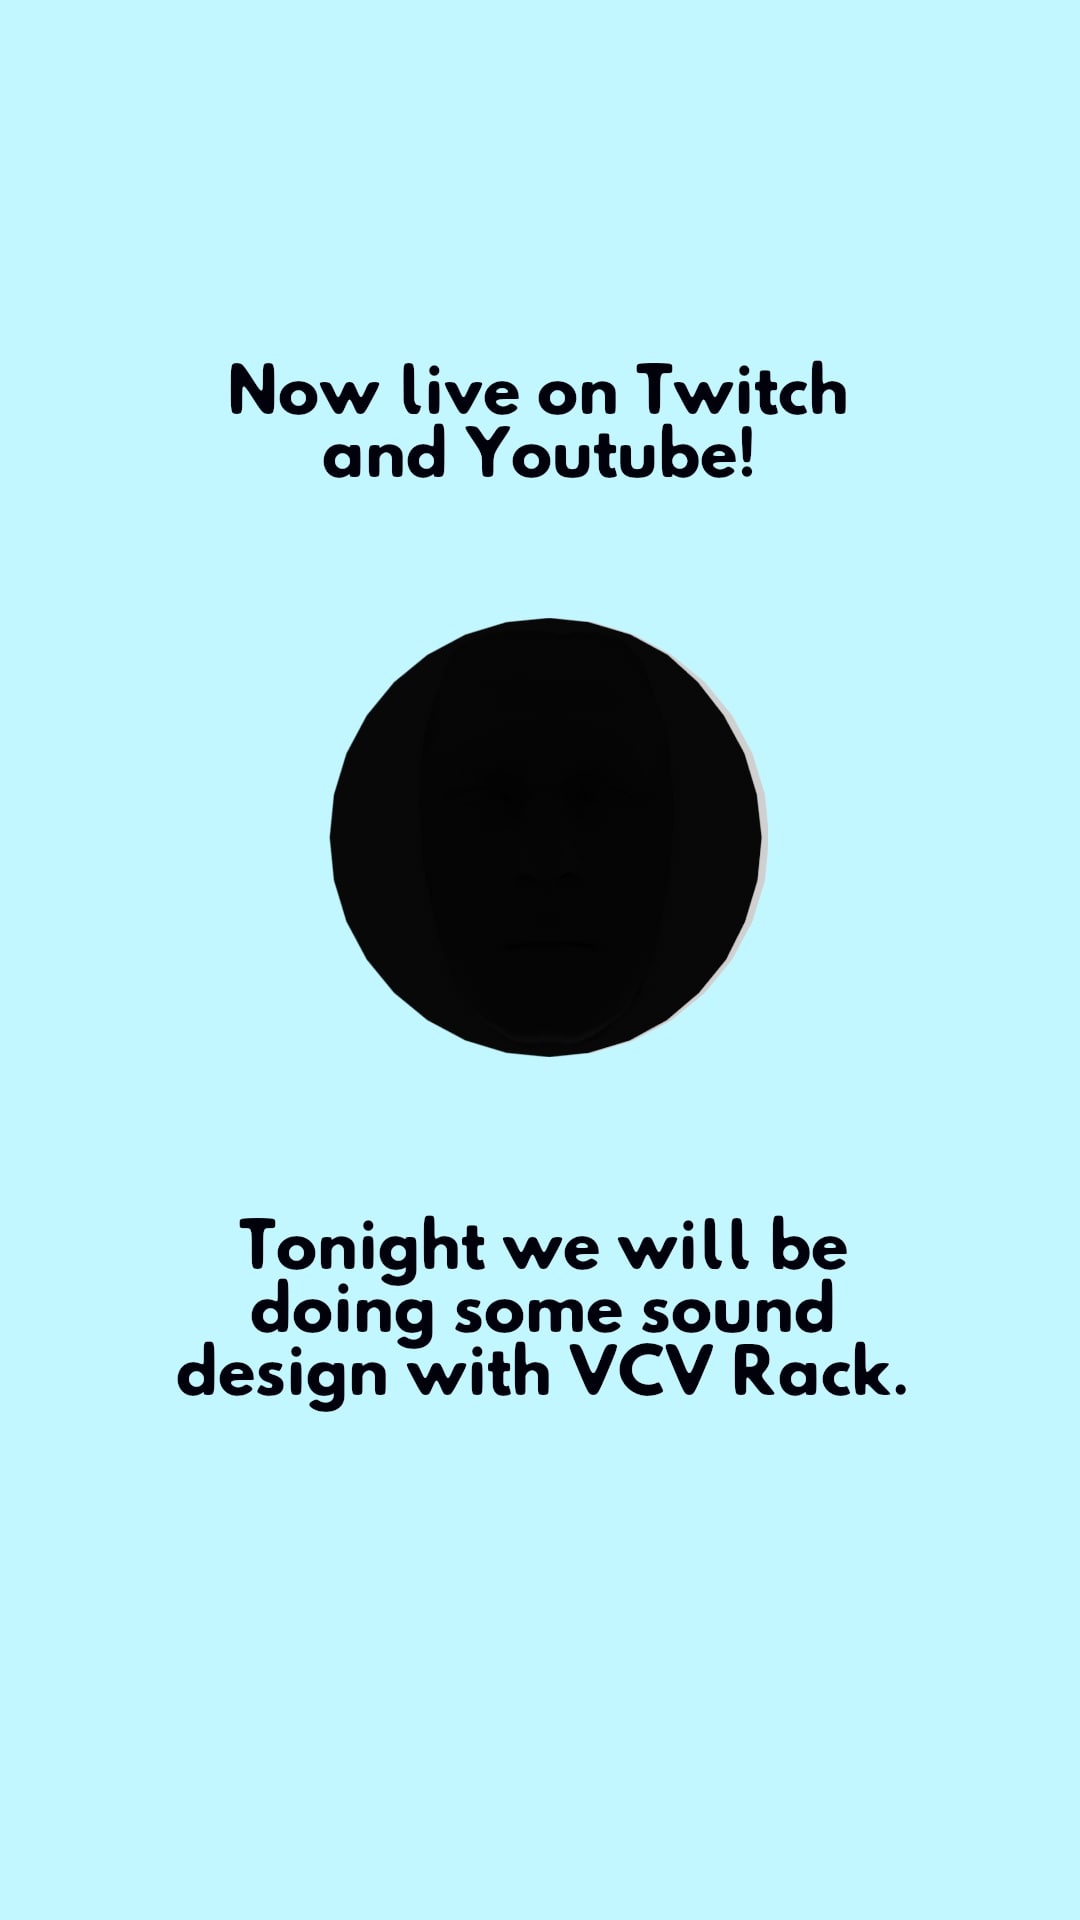 Now live on Twitch
and Youtube!
Tonight we will be
doing some sound
design with VCV Rack.